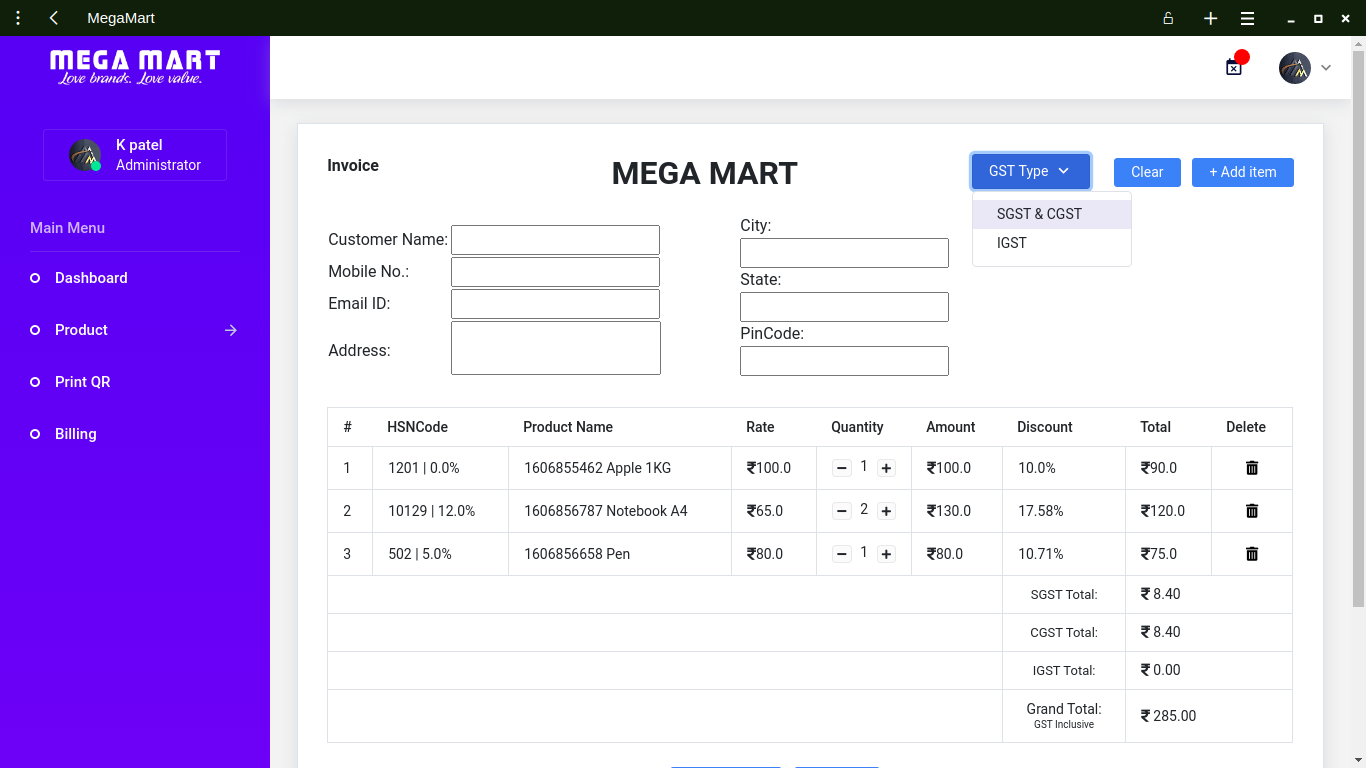 MegaMart
MEGA MART
Love brands. Love value.
K patel
Administrator
Main Menu
Dashboard
Product
Print QR
Billing
Invoice
MEGA MART
GST Type
Clear
+ Add item
SGST & CGST
IGST
Customer Name:
Mobile No.:
Email ID:
Address:
City:
State:
PinCode:
# HSNCode Product Name Rate Quantity Amount Discount Total Delete
1 1201 | 0.0% 1606855462 Apple 1KG ₹100.0 − 1 + ₹100.0 10.0% ₹90.0
2 10129 | 12.0% 1606856787 Notebook A4 ₹65.0 − 2 + ₹130.0 17.58% ₹120.0
3 502 | 5.0% 1606856658 Pen ₹80.0 − 1 + ₹80.0 10.71% ₹75.0
SGST Total: ₹ 8.40
CGST Total: ₹ 8.40
IGST Total: ₹ 0.00
Grand Total: ₹ 285.00
GST Inclusive